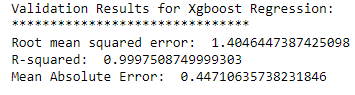 Validation Results for Xgboost Regression:
*******************************
Root mean squared error:  1.4046447387425098
R-squared:  0.9997508749999303
Mean Absolute Error:  0.44710635738231846